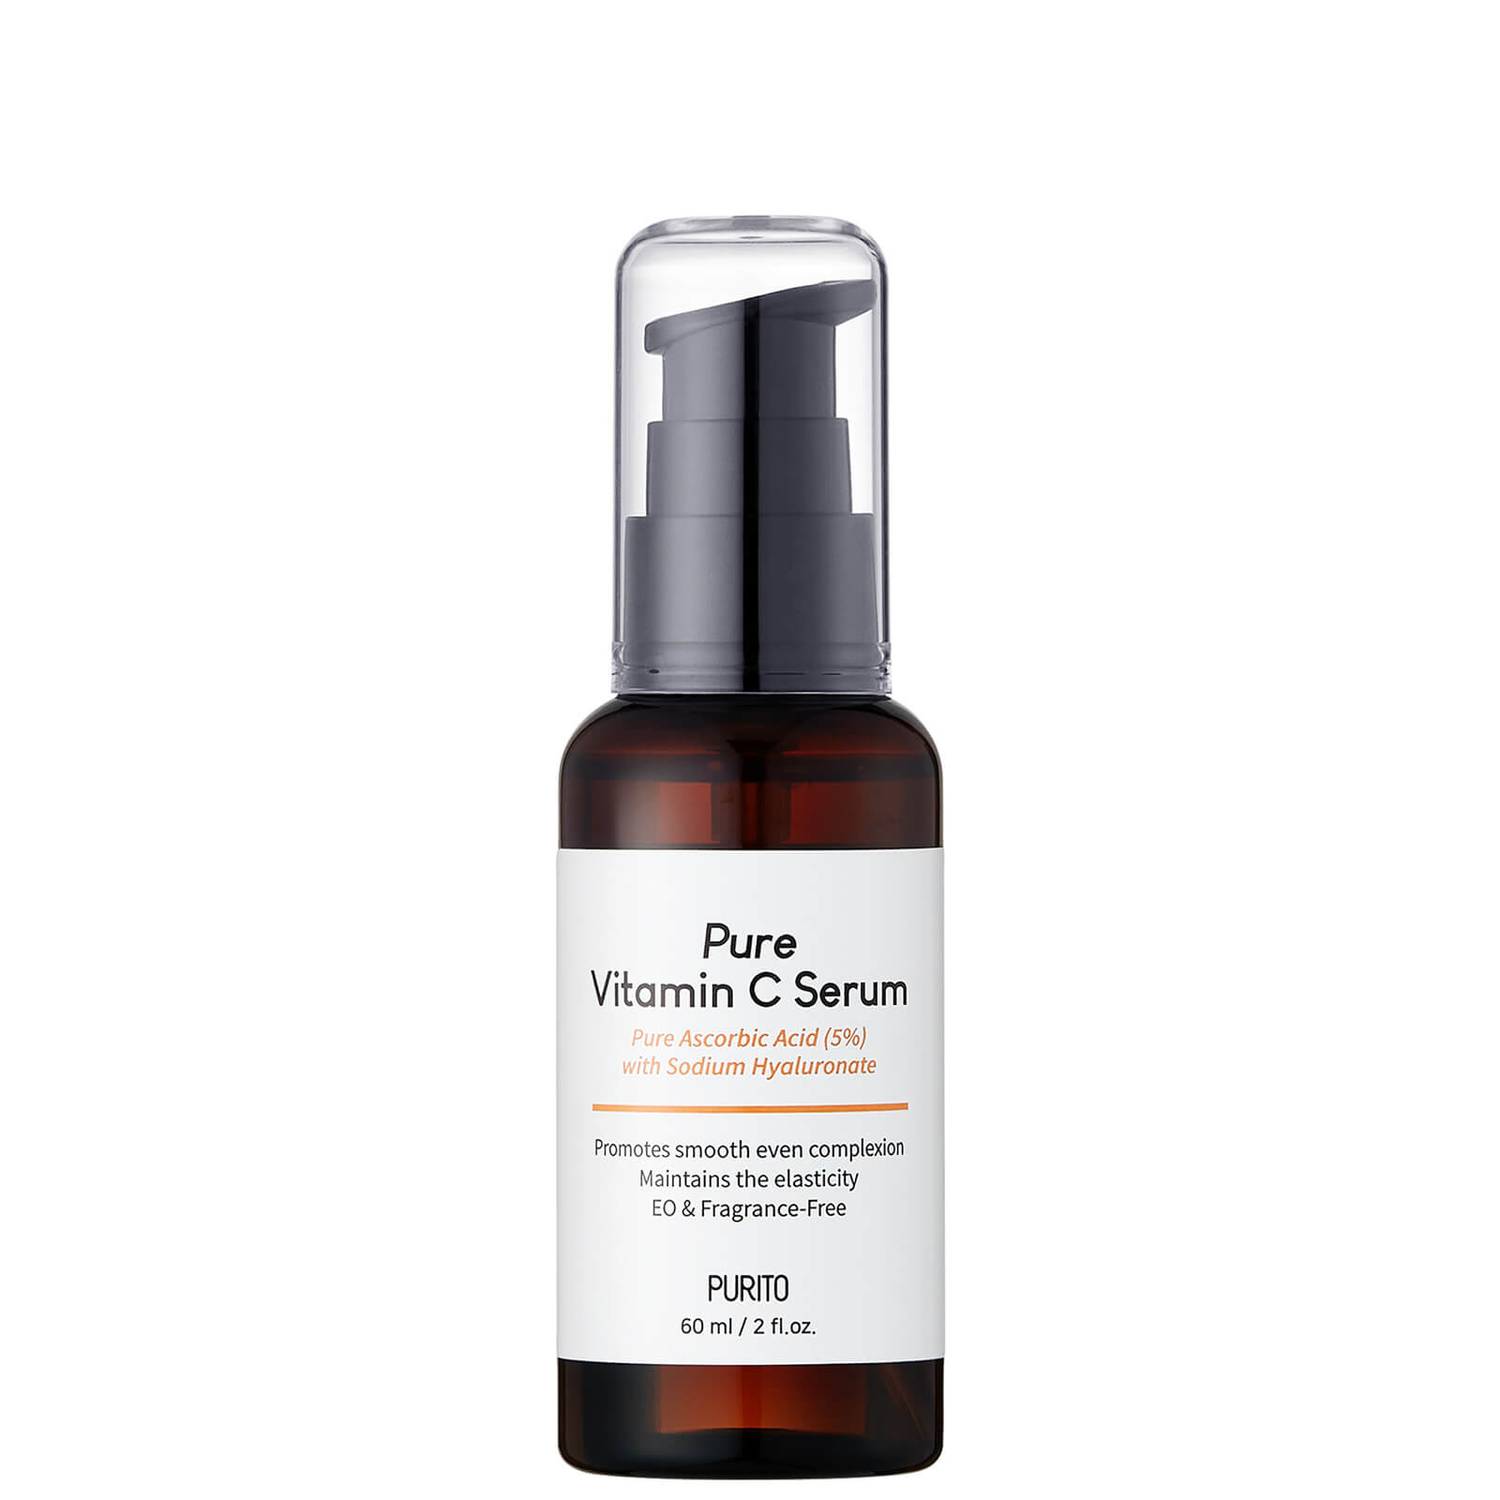 Pure
Vitamin C Serum
Pure Ascorbic Acid (5%)
with Sodium Hyaluronate
Promotes smooth even complexion
Maintains the elasticity
EO & Fragrance-Free
PURITO
60 ml / 2 fl.oz.